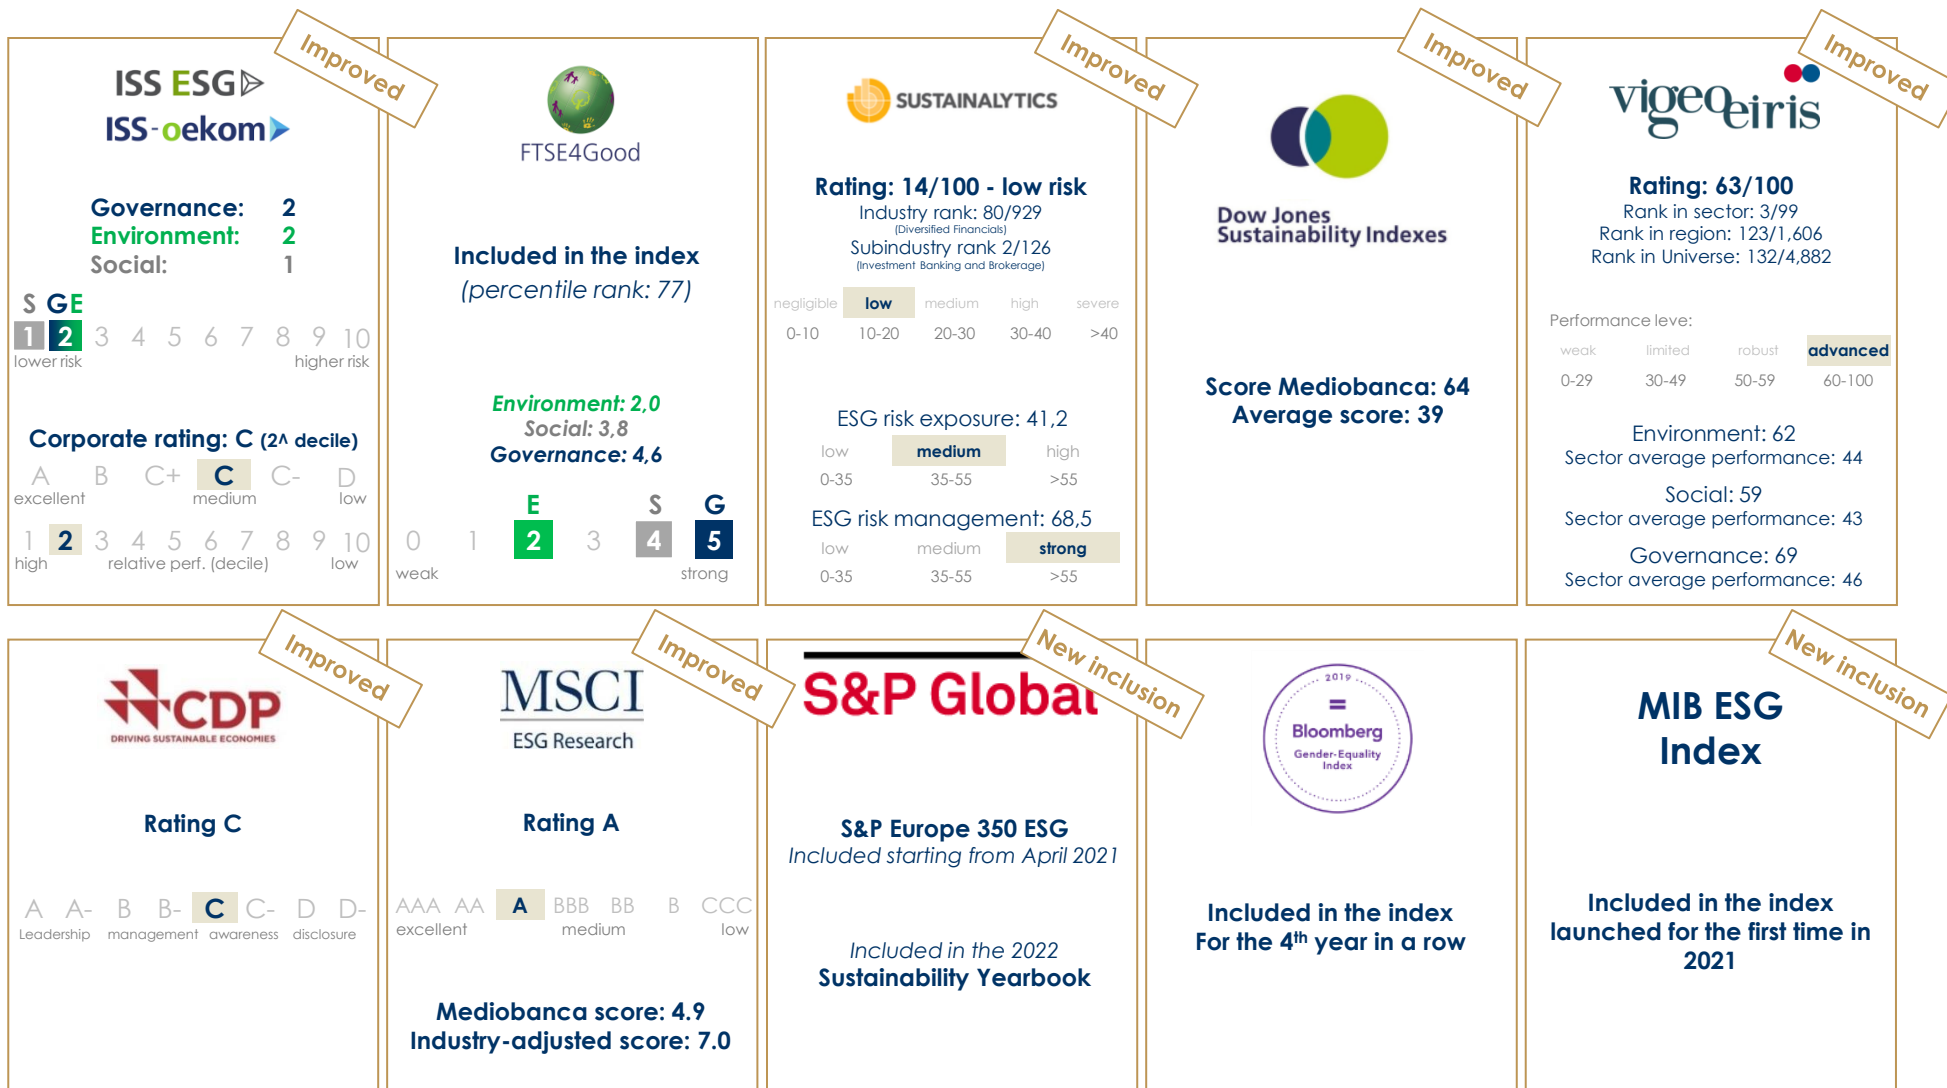 Improved
ISS ESG
ISS-oekom
Governance: 2
Environment: 2
Social: 1
S GE
1 2 3 4 5 6 7 8 9 10
lower risk higher risk
Corporate rating: C (2^ decile)
A B C+ C C- D
excellent medium low
1 2 3 4 5 6 7 8 9 10
high relative perf. (decile) low
FTSE4Good
Included in the index
(percentile rank: 77)
Environment: 2,0
Social: 3,8
Governance: 4,6
E S G
0 1 2 3 4 5
weak strong
Improved
SUSTAINALYTICS
Rating: 14/100 - low risk
Industry rank: 80/929
(Diversified Financials)
Subindustry rank 2/126
(Investment Banking and Brokerage)
negligible low medium high severe
0-10 10-20 20-30 30-40 >40
ESG risk exposure: 41,2
low medium high
0-35 35-55 >55
ESG risk management: 68,5
low medium strong
0-35 35-55 >55
Improved
Dow Jones
Sustainability Indexes
Score Mediobanca: 64
Average score: 39
Improved
vigeoeiris
Rating: 63/100
Rank in sector: 3/99
Rank in region: 123/1,606
Rank in Universe: 132/4,882
Performance leve:
weak limited robust advanced
0-29 30-49 50-59 60-100
Environment: 62
Sector average performance: 44
Social: 59
Sector average performance: 43
Governance: 69
Sector average performance: 46
Improved
CDP
DRIVING SUSTAINABLE ECONOMIES
Rating C
A A- B B- C C- D D-
Leadership management awareness disclosure
Improved
MSCI
ESG Research
Rating A
AAA AA A BBB BB B CCC
excellent medium low
Mediobanca score: 4.9
Industry-adjusted score: 7.0
New inclusion
S&P Global
S&P Europe 350 ESG
Included starting from April 2021
Included in the 2022
Sustainability Yearbook
2019
Bloomberg
Gender-Equality
Index
Included in the index
For the 4th year in a row
New inclusion
MIB ESG
Index
Included in the index
launched for the first time in
2021